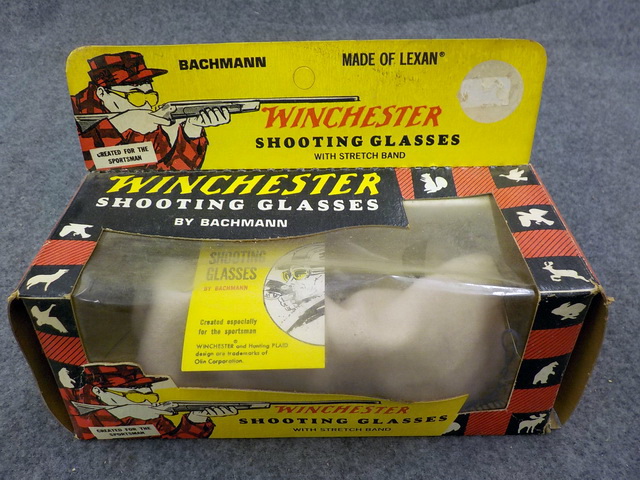 BACHMANN
MADE OF LEXAN®
WINCHESTER
SHOOTING GLASSES
WITH STRETCH BAND
CREATED FOR THE
SPORTSMAN
WINCHESTER
SHOOTING GLASSES
BY BACHMANN
SHOOTING
GLASSES
BY BACHMANN
Created especially
for the sportsman
®
WINCHESTER and Hunting PLAID
design are trademarks of
Olin Corporation.
WINCHESTER
SHOOTING GLASSES
WITH STRETCH BAND
CREATED FOR THE
SPORTSMAN